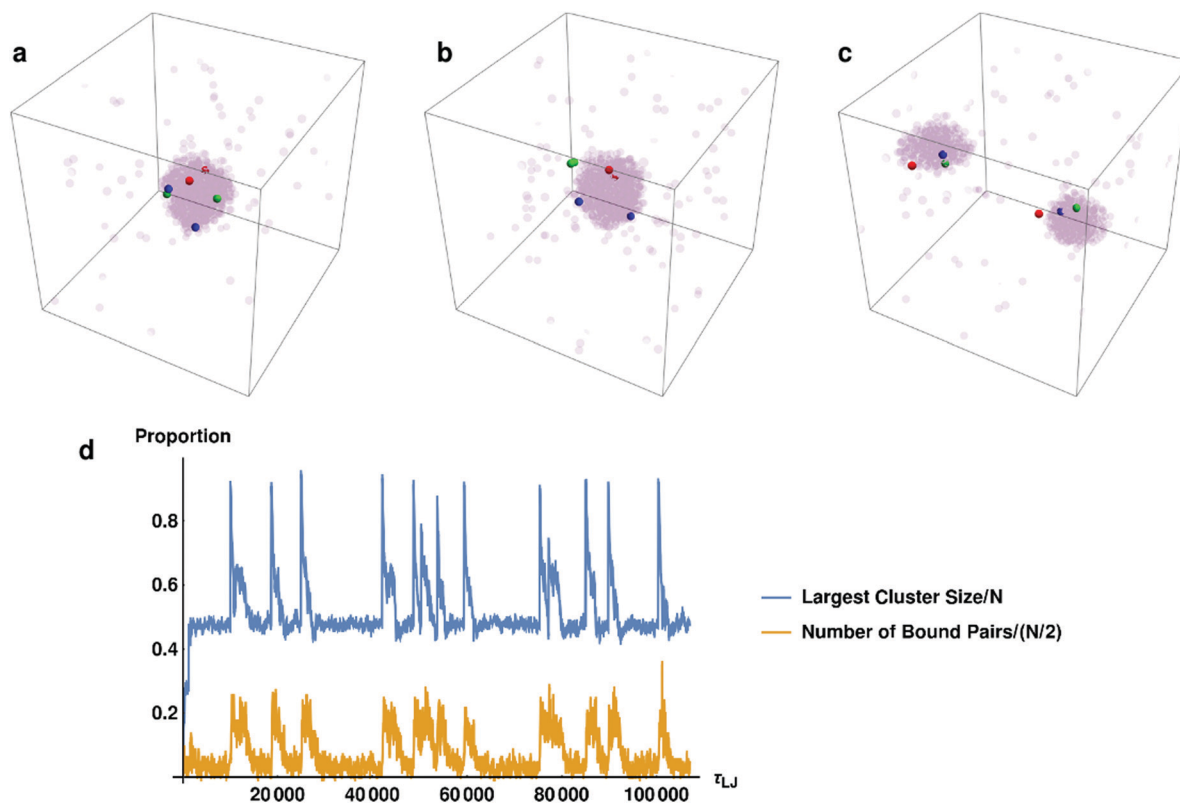 a
b
c
d
Proportion
0.8
0.6
0.4
0.2
20 000
40 000
60 000
80 000
100 000
τLJ
Largest Cluster Size/N
Number of Bound Pairs/(N/2)